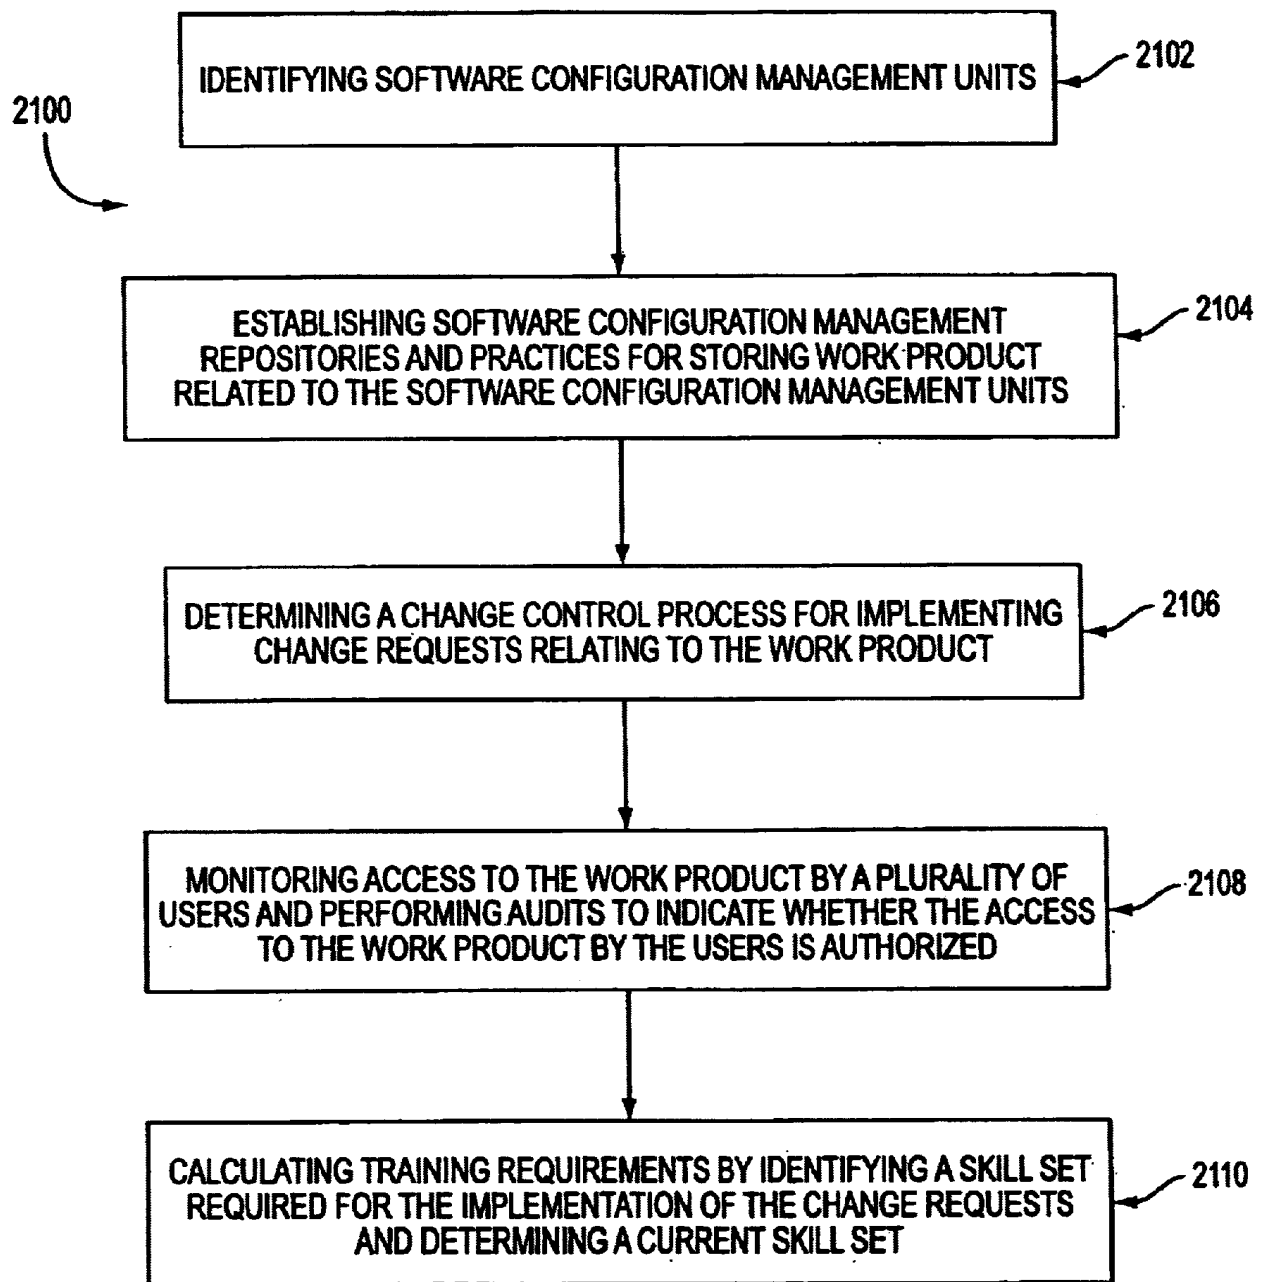 IDENTIFYING SOFTWARE CONFIGURATION MANAGEMENT UNITS
2102
2100
ESTABLISHING SOFTWARE CONFIGURATION MANAGEMENT
REPOSITORIES AND PRACTICES FOR STORING WORK PRODUCT
RELATED TO THE SOFTWARE CONFIGURATION MANAGEMENT UNITS
2104
DETERMINING A CHANGE CONTROL PROCESS FOR IMPLEMENTING
CHANGE REQUESTS RELATING TO THE WORK PRODUCT
2106
MONITORING ACCESS TO THE WORK PRODUCT BY A PLURALITY OF
USERS AND PERFORMING AUDITS TO INDICATE WHETHER THE ACCESS
TO THE WORK PRODUCT BY THE USERS IS AUTHORIZED
2108
CALCULATING TRAINING REQUIREMENTS BY IDENTIFYING A SKILL SET
REQUIRED FOR THE IMPLEMENTATION OF THE CHANGE REQUESTS
AND DETERMINING A CURRENT SKILL SET
2110